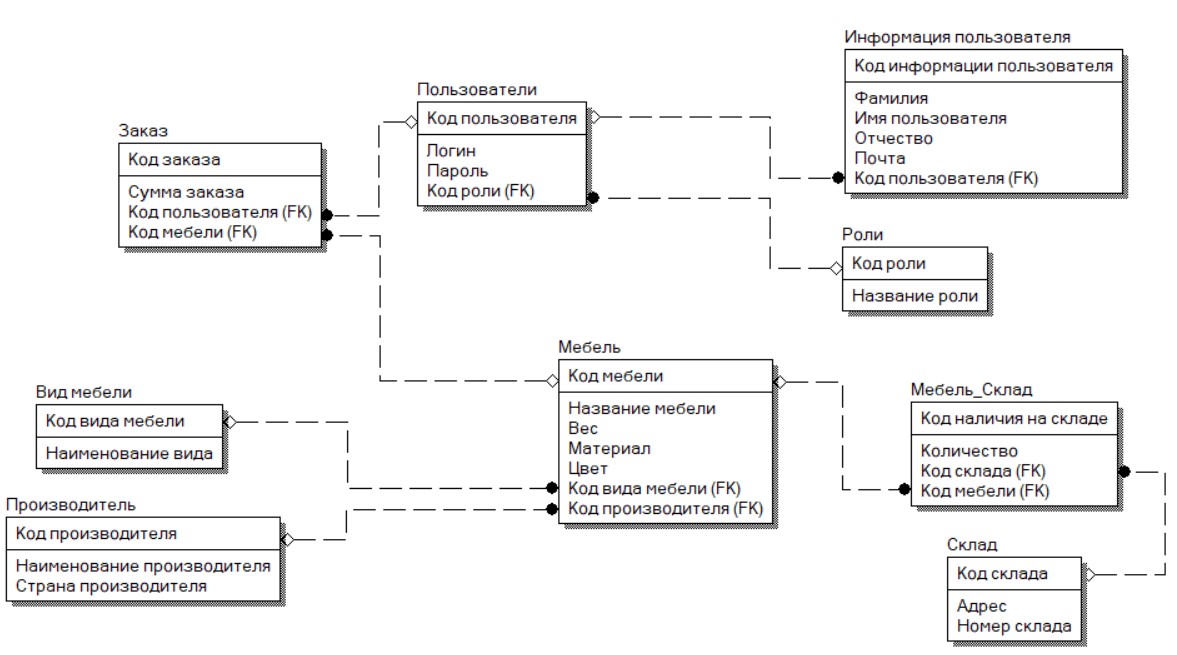 Информация пользователя
Код информации пользователя
Фамилия
Имя пользователя
Отчество
Почта
Код пользователя (FK)
Пользователи
Код пользователя
Логин
Пароль
Код роли (FK)
Заказ
Код заказа
Сумма заказа
Код пользователя (FK)
Код мебели (FK)
Роли
Код роли
Название роли
Мебель
Код мебели
Название мебели
Вес
Материал
Цвет
Код вида мебели (FK)
Код производителя (FK)
Вид мебели
Код вида мебели
Наименование вида
Мебель_Склад
Код наличия на складе
Количество
Код склада (FK)
Код мебели (FK)
Производитель
Код производителя
Наименование производителя
Страна производителя
Склад
Код склада
Адрес
Номер склада